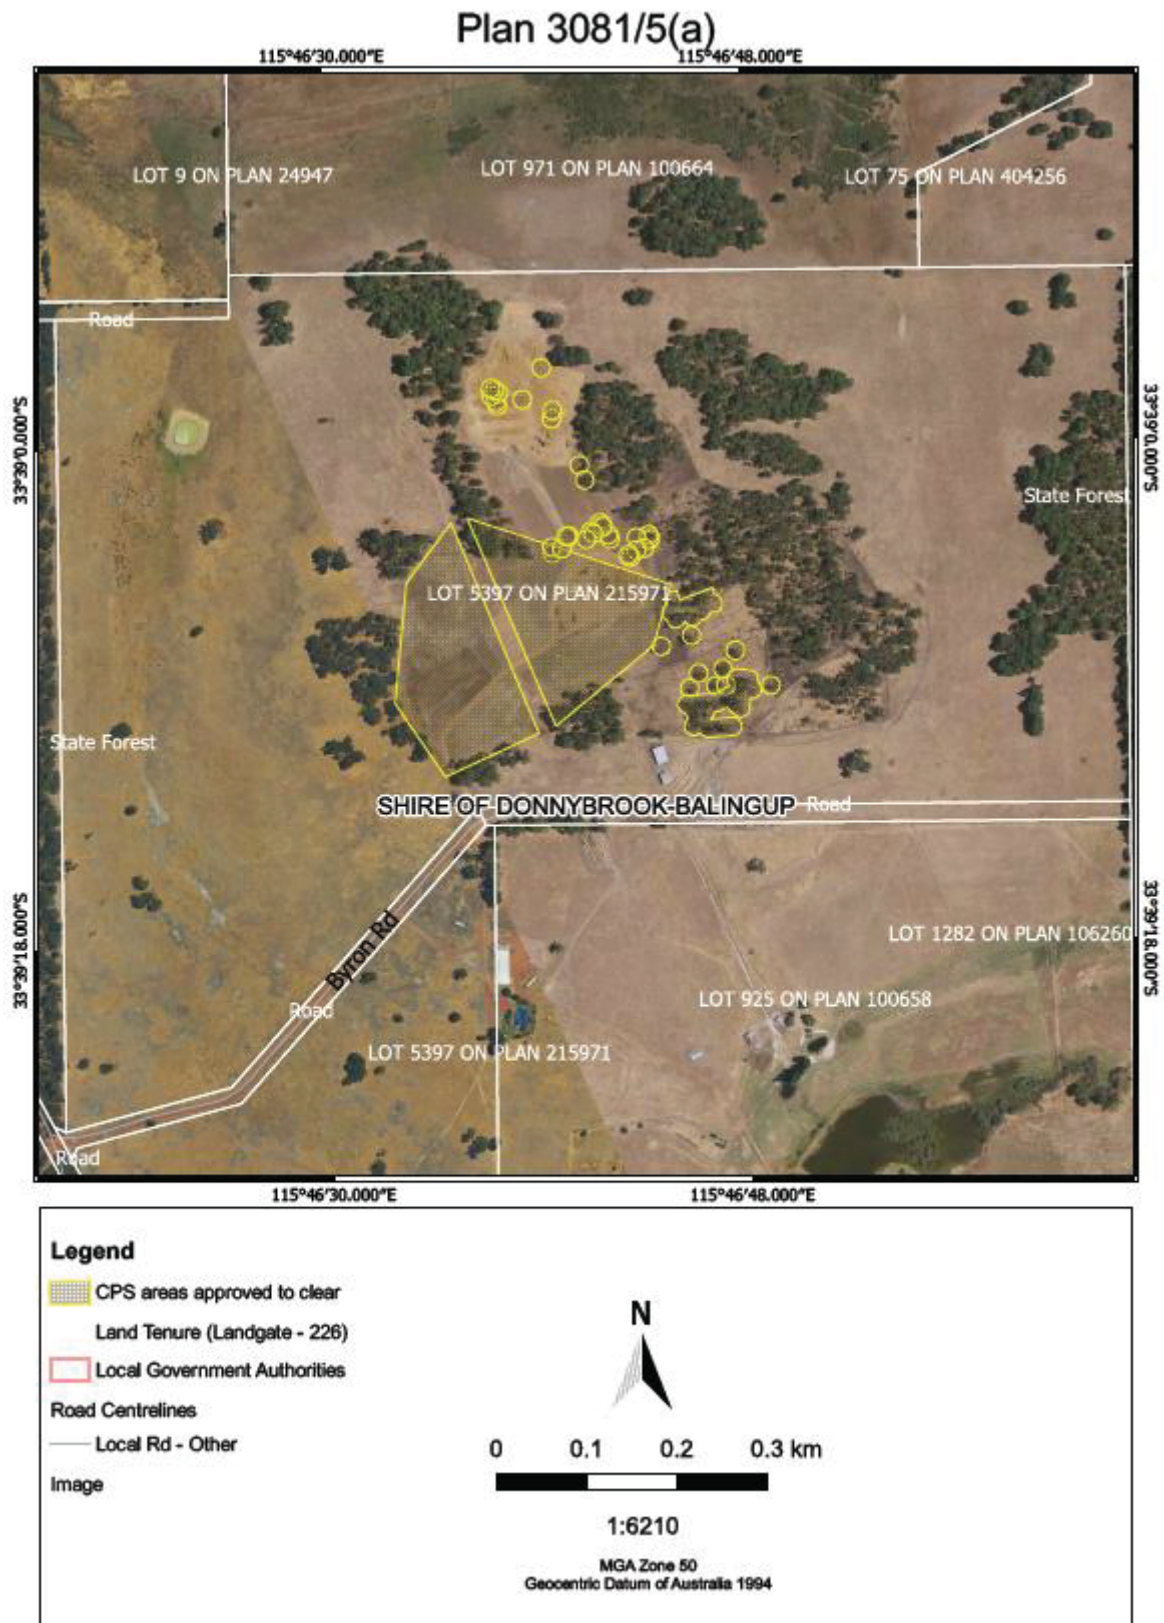 Plan 3081/5(a)
115°46'30.000"E
115°46'48.000"E
LOT 9 ON PLAN 24947
LOT 971 ON PLAN 100664
LOT 75 ON PLAN 404256
Road
33°39'0.000"S
33°39'0.000"S
State Forest
LOT 5397 ON PLAN 215971
State Forest
SHIRE OF DONNYBROOK-BALINGUP
Road
33°39'18.000"S
33°39'18.000"S
Byron Rd
LOT 1282 ON PLAN 106260
LOT 925 ON PLAN 100658
Road
LOT 5397 ON PLAN 215971
Road
115°46'30.000"E
115°46'48.000"E
Legend
CPS areas approved to clear
Land Tenure (Landgate - 226)
Local Government Authorities
Road Centrelines
Local Rd - Other
Image
N
0 0.1 0.2 0.3 km
1:6210
MGA Zone 50
Geocentric Datum of Australia 1994